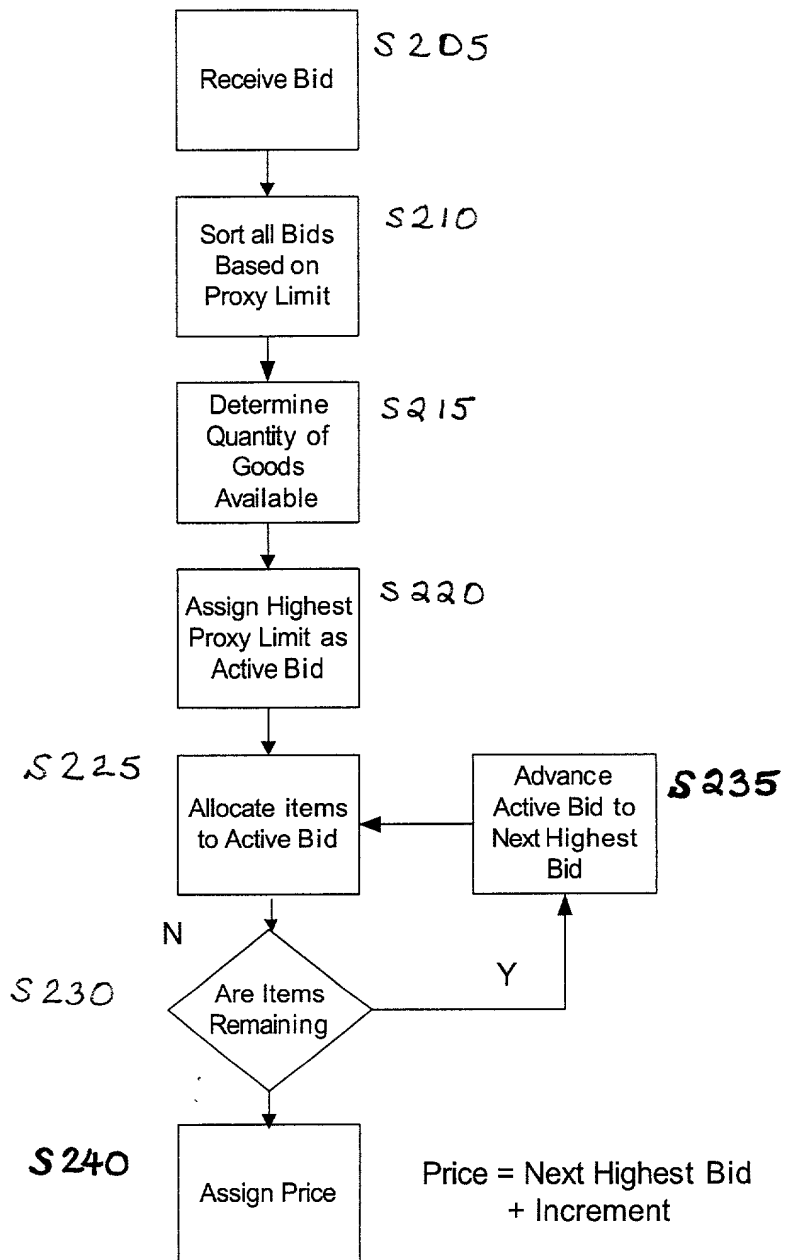 Receive Bid
S205
Sort all Bids
Based on
Proxy Limit
S210
Determine
Quantity of
Goods
Available
S215
Assign Highest
Proxy Limit as
Active Bid
S220
S225
Allocate items
to Active Bid
Advance
Active Bid to
Next Highest
Bid
S235
N
Y
S230
Are Items
Remaining
S240
Assign Price
Price = Next Highest Bid
+ Increment